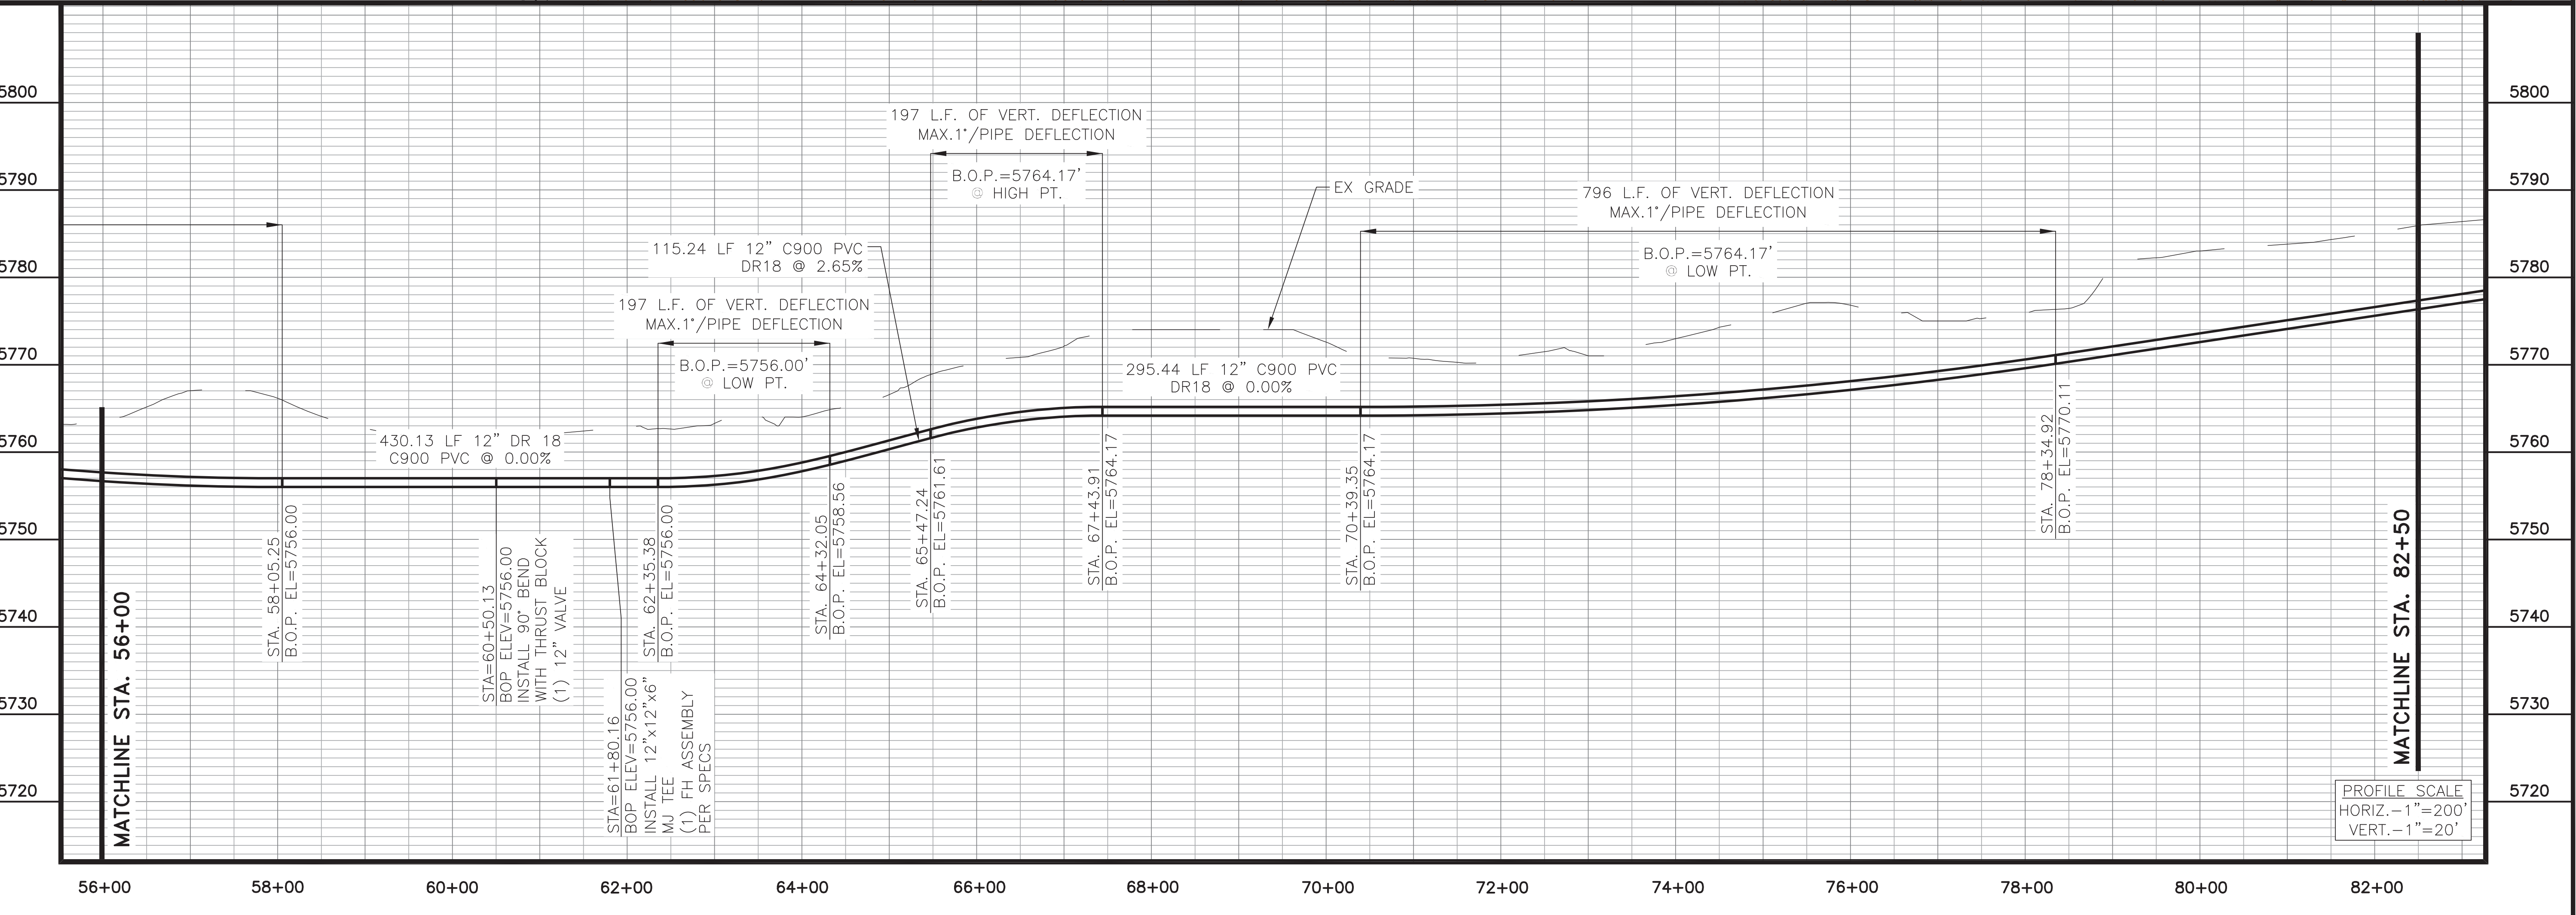 5800
5790
5780
5770
5760
5750
5740
5730
5720
197 L.F. OF VERT. DEFLECTION
MAX.1°/PIPE DEFLECTION
B.O.P.=5764.17'
@ HIGH PT.
EX GRADE
796 L.F. OF VERT. DEFLECTION
MAX.1°/PIPE DEFLECTION
B.O.P.=5764.17'
@ LOW PT.
115.24 LF 12" C900 PVC
DR18 @ 2.65%
197 L.F. OF VERT. DEFLECTION
MAX.1°/PIPE DEFLECTION
B.O.P.=5756.00'
@ LOW PT.
295.44 LF 12" C900 PVC
DR18 @ 0.00%
430.13 LF 12" DR 18
C900 PVC @ 0.00%
MATCHLINE STA. 56+00
STA. 58+05.25
B.O.P. EL=5756.00
STA=60+50.13
BOP ELEV=5756.00
INSTALL 90° BEND
WITH THRUST BLOCK
(1) 12" VALVE
STA=61+80.16
BOP ELEV=5756.00
INSTALL 12"x12"x6"
MJ TEE
(1) FH ASSEMBLY
PER SPECS
STA. 62+35.38
B.O.P. EL=5756.00
STA. 64+32.05
B.O.P. EL=5758.56
STA. 65+47.24
B.O.P. EL=5761.61
STA. 67+43.91
B.O.P. EL=5764.17
STA. 70+39.35
B.O.P. EL=5764.17
STA. 78+34.92
B.O.P. EL=5770.11
MATCHLINE STA. 82+50
5800
5790
5780
5770
5760
5750
5740
5730
5720
PROFILE SCALE
HORIZ.-1"=200'
VERT.-1"=20'
56+00
58+00
60+00
62+00
64+00
66+00
68+00
70+00
72+00
74+00
76+00
78+00
80+00
82+00